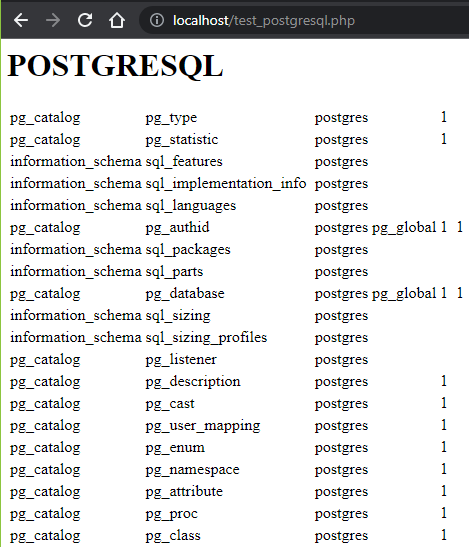 localhost/test_postgresql.php
POSTGRESQL
pg_catalog pg_type postgres 1
pg_catalog pg_statistic postgres 1
information_schema sql_features postgres
information_schema sql_implementation_info postgres
information_schema sql_languages postgres
pg_catalog pg_authid postgres pg_global 1 1
information_schema sql_packages postgres
information_schema sql_parts postgres
pg_catalog pg_database postgres pg_global 1 1
information_schema sql_sizing postgres
information_schema sql_sizing_profiles postgres
pg_catalog pg_listener postgres
pg_catalog pg_description postgres 1
pg_catalog pg_cast postgres 1
pg_catalog pg_user_mapping postgres 1
pg_catalog pg_enum postgres 1
pg_catalog pg_namespace postgres 1
pg_catalog pg_attribute postgres 1
pg_catalog pg_proc postgres 1
pg_catalog pg_class postgres 1